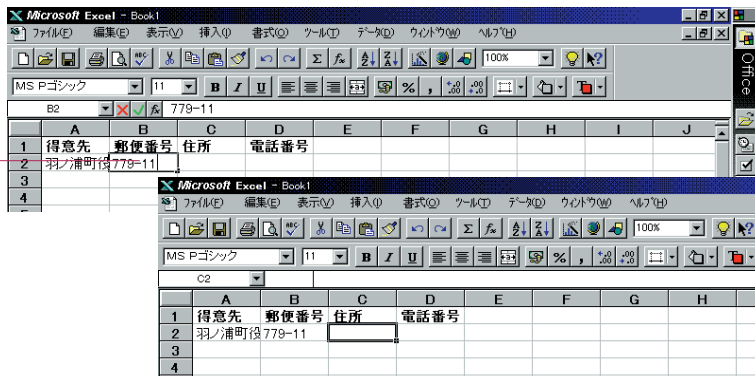 Microsoft Excel - Book1
ファイル(F) 編集(E) 表示(V) 挿入(I) 書式(O) ツール(T) データ(D) ウィンドウ(W) ヘルプ(H)
100%
MS Pゴシック 11 B I U % ,
B2 779-11
A B C D E F G H I J
1 得意先 郵便番号 住所 電話番号
2 羽ノ浦町役 779-11
3
4
Office
Microsoft Excel - Book1
ファイル(F) 編集(E) 表示(V) 挿入(I) 書式(O) ツール(T) データ(D) ウィンドウ(W) ヘルプ(H)
100%
MS Pゴシック 11 B I U % ,
C2
A B C D E F G H
1 得意先 郵便番号 住所 電話番号
2 羽ノ浦町役 779-11
3
4